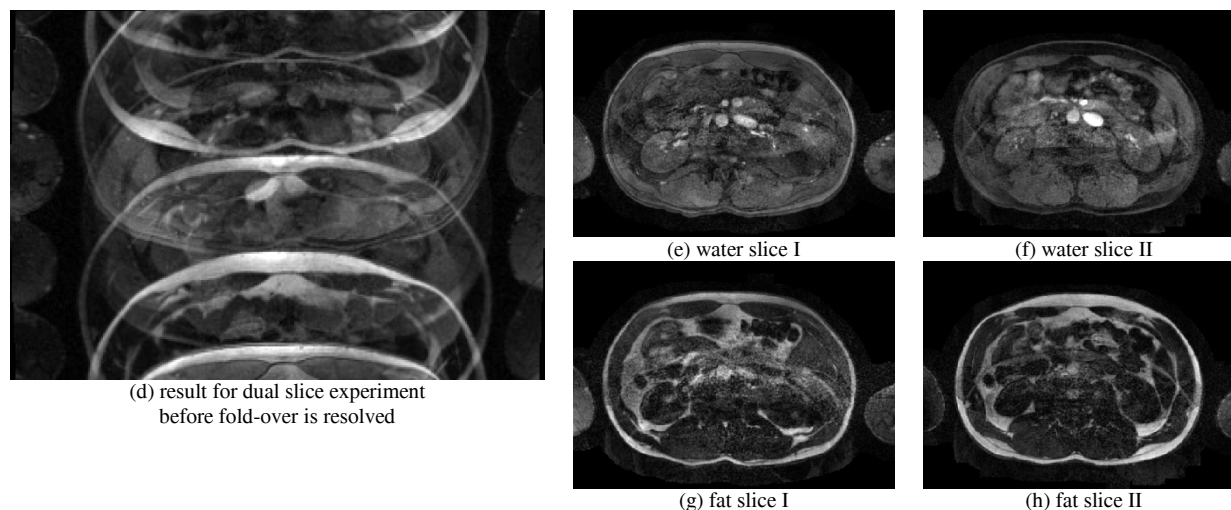 (e) water slice I
(f) water slice II
(d) result for dual slice experiment
before fold-over is resolved
(g) fat slice I
(h) fat slice II